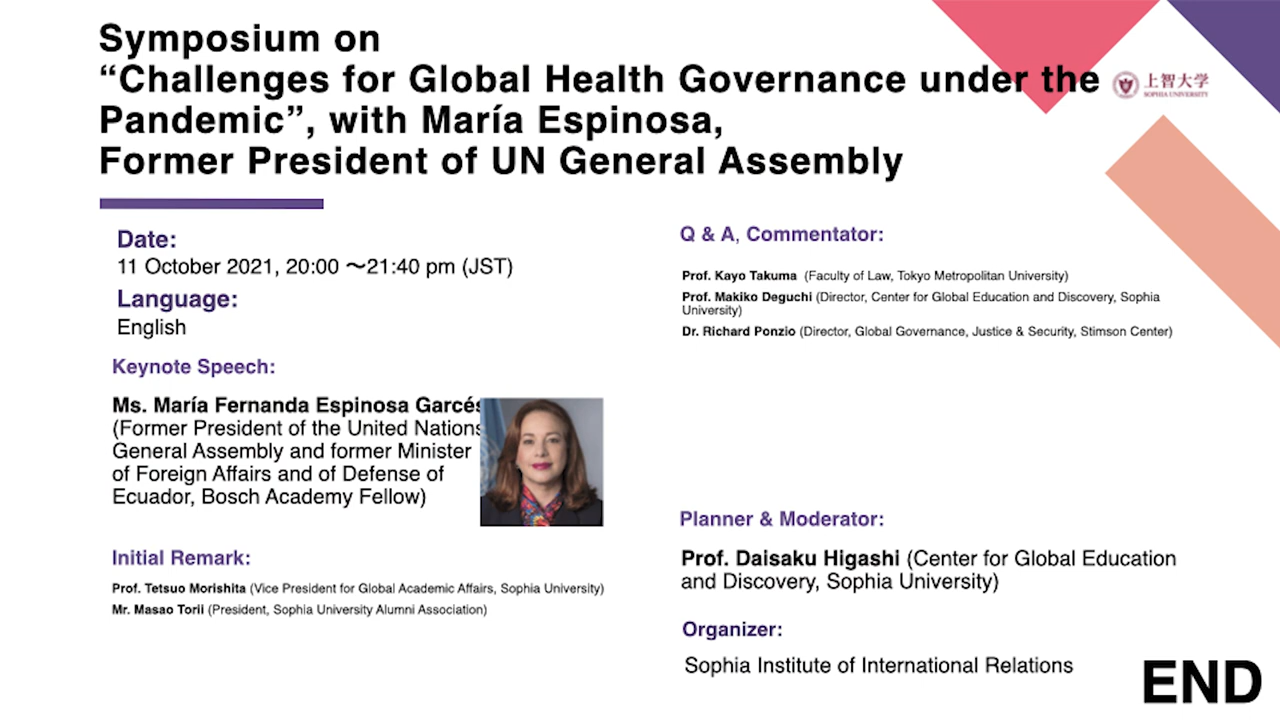 Symposium on
“Challenges for Global Health Governance under the
Pandemic”, with María Espinosa,
Former President of UN General Assembly
上智大学
SOPHIA UNIVERSITY
Date:
11 October 2021, 20:00 〜21:40 pm (JST)
Language:
English
Keynote Speech:
Ms. María Fernanda Espinosa Garcés
(Former President of the United Nations
General Assembly and former Minister
of Foreign Affairs and of Defense of
Ecuador, Bosch Academy Fellow)
Initial Remark:
Prof. Tetsuo Morishita (Vice President for Global Academic Affairs, Sophia University)
Mr. Masao Torii (President, Sophia University Alumni Association)
Q & A, Commentator:
Prof. Kayo Takuma (Faculty of Law, Tokyo Metropolitan University)
Prof. Makiko Deguchi (Director, Center for Global Education and Discovery, Sophia
University)
Dr. Richard Ponzio (Director, Global Governance, Justice & Security, Stimson Center)
Planner & Moderator:
Prof. Daisaku Higashi (Center for Global Education
and Discovery, Sophia University)
Organizer:
Sophia Institute of International Relations
END